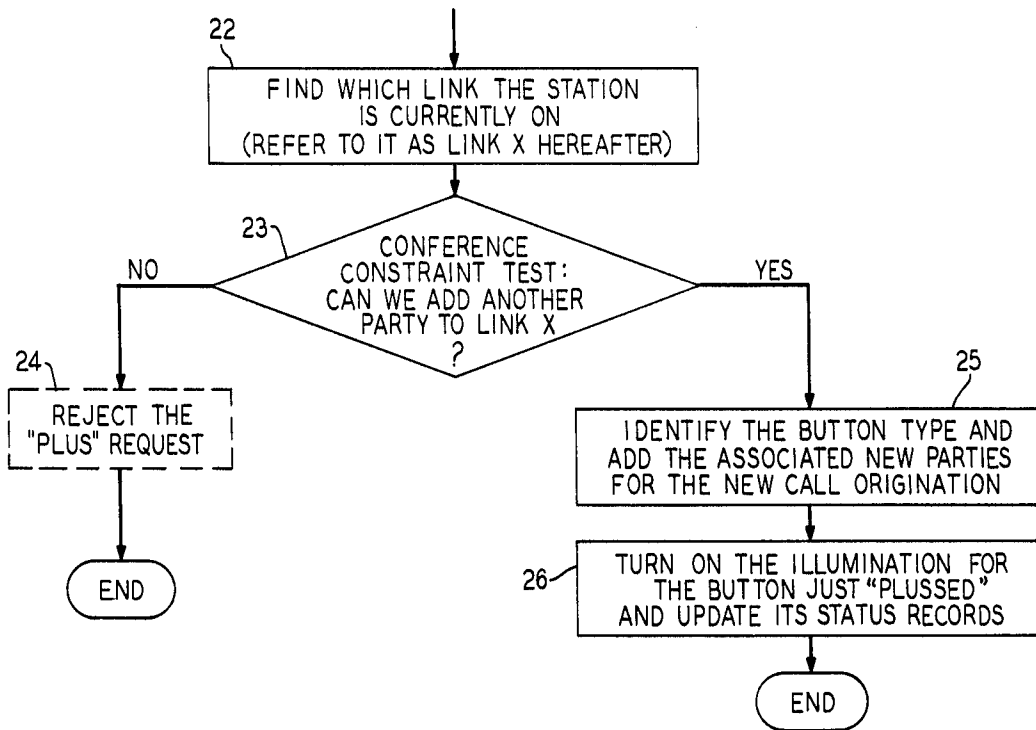 22
FIND WHICH LINK THE STATION
IS CURRENTLY ON
(REFER TO IT AS LINK X HEREAFTER)
23
CONFERENCE
CONSTRAINT TEST:
CAN WE ADD ANOTHER
PARTY TO LINK X
?
NO
YES
24
REJECT THE
"PLUS" REQUEST
END
25
IDENTIFY THE BUTTON TYPE AND
ADD THE ASSOCIATED NEW PARTIES
FOR THE NEW CALL ORIGINATION
26
TURN ON THE ILLUMINATION FOR
THE BUTTON JUST "PLUSSED"
AND UPDATE ITS STATUS RECORDS
END